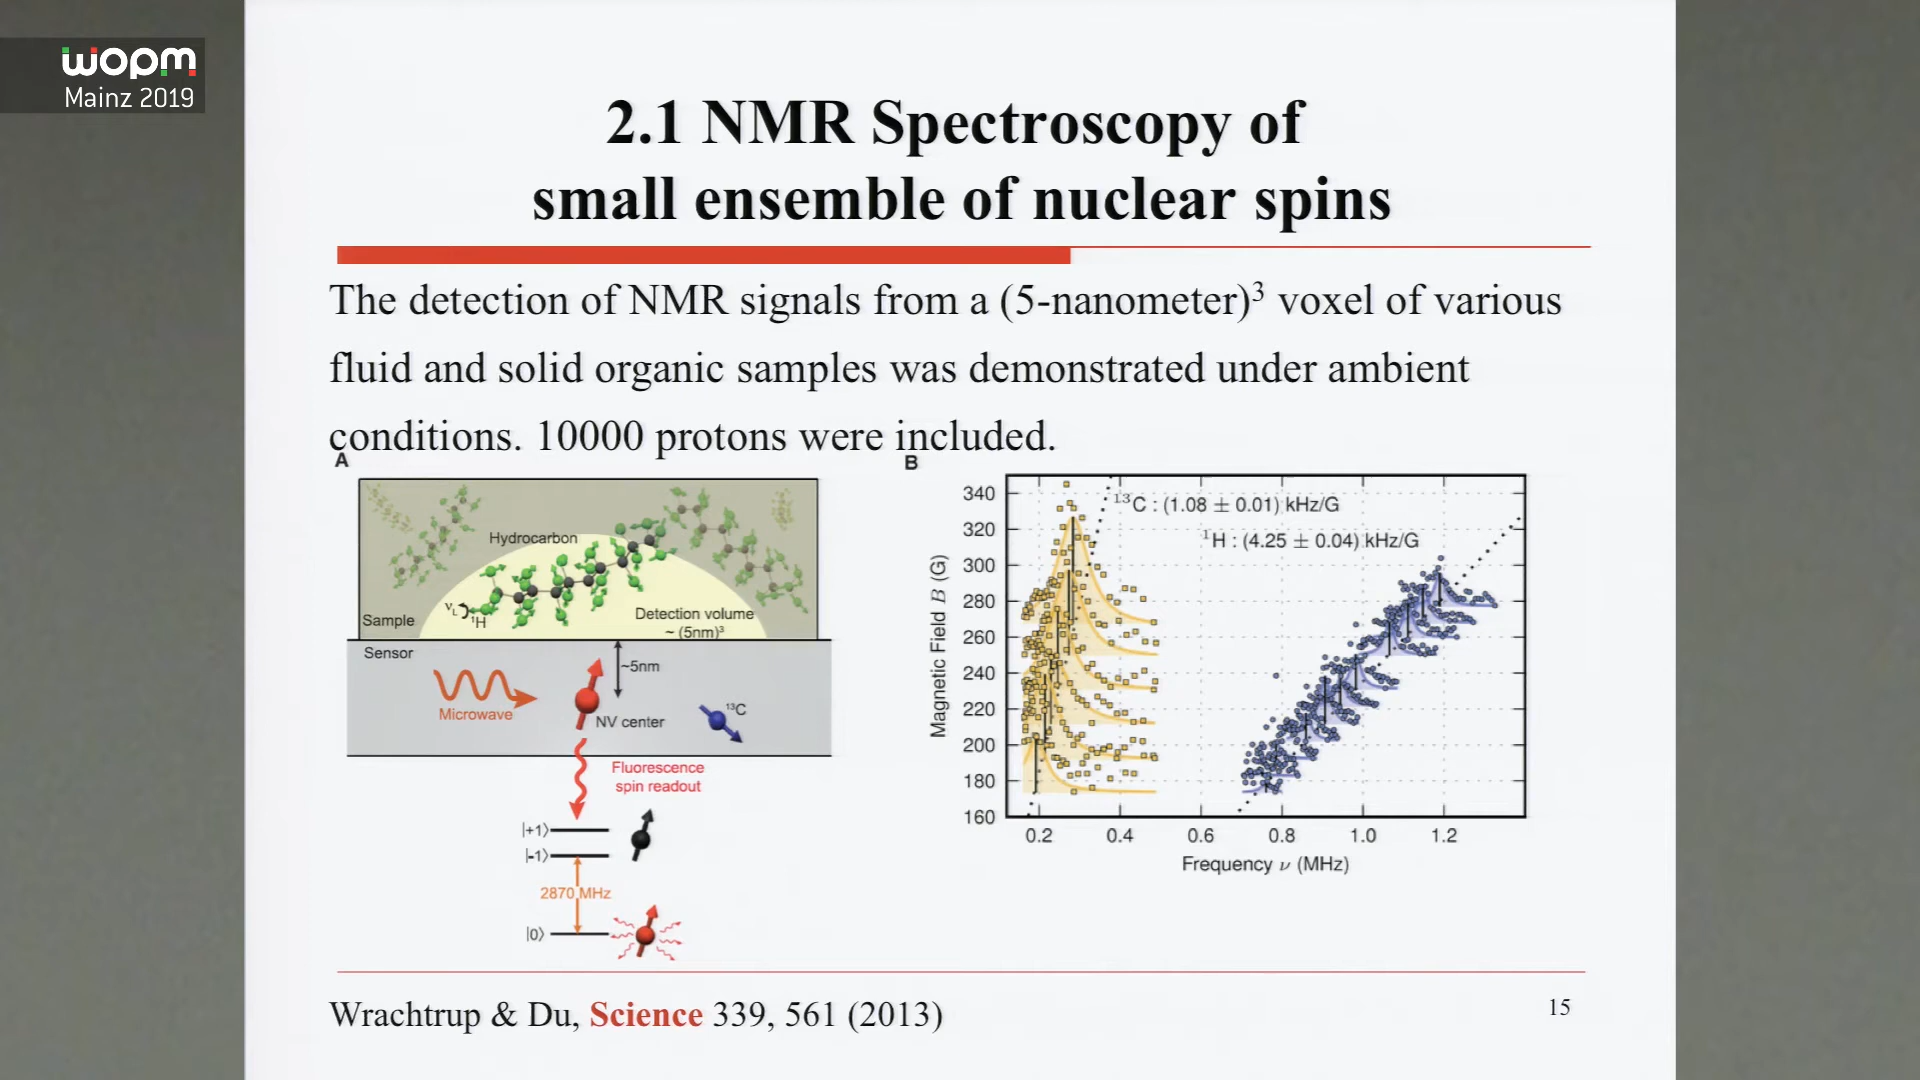 wopm
Mainz 2019
2.1 NMR Spectroscopy of
small ensemble of nuclear spins
The detection of NMR signals from a (5-nanometer)³ voxel of various
fluid and solid organic samples was demonstrated under ambient
conditions. 10000 protons were included.
A
Hydrocarbon
νL
¹H
Sample
Detection volume
~ (5nm)³
Sensor
~5nm
Microwave
NV center
¹³C
Fluorescence
spin readout
|+1⟩
|-1⟩
2870 MHz
|0⟩
B
¹³C : (1.08 ± 0.01) kHz/G
¹H : (4.25 ± 0.04) kHz/G
Magnetic Field B (G)
340
320
300
280
260
240
220
200
180
160
0.2 0.4 0.6 0.8 1.0 1.2
Frequency ν (MHz)
Wrachtrup & Du, Science 339, 561 (2013)
15